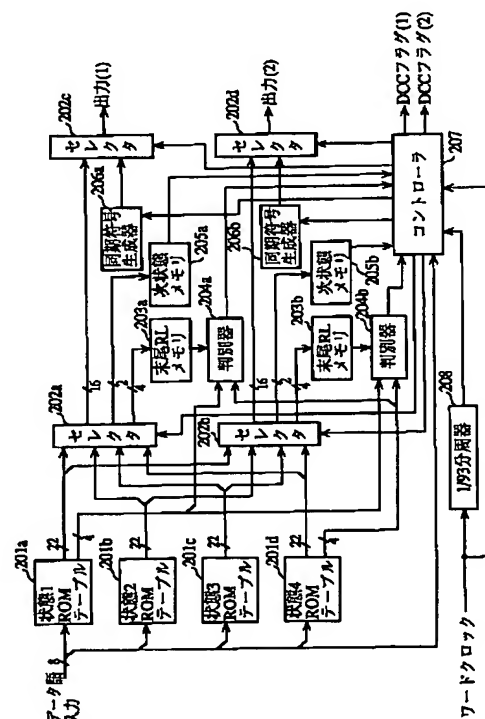 データ語
入力
8
201a
状態1
ROM
テーブル
22
4
201b
状態2
ROM
テーブル
22
201c
状態3
ROM
テーブル
22
201d
状態4
ROM
テーブル
22
4
202a
セレクタ
16
2
4
202b
セレクタ
16
2
4
203a
末尾RL
メモリ
204a
判別器
205a
次状態
メモリ
206a
同期符号
生成器
202c
セレクタ
出力(1)
203b
末尾RL
メモリ
204b
判別器
205b
次状態
メモリ
206b
同期符号
生成器
202d
セレクタ
出力(2)
コントローラ
207
DCCフラグ(1)
DCCフラグ(2)
208
1/93分周器
ワードクロック